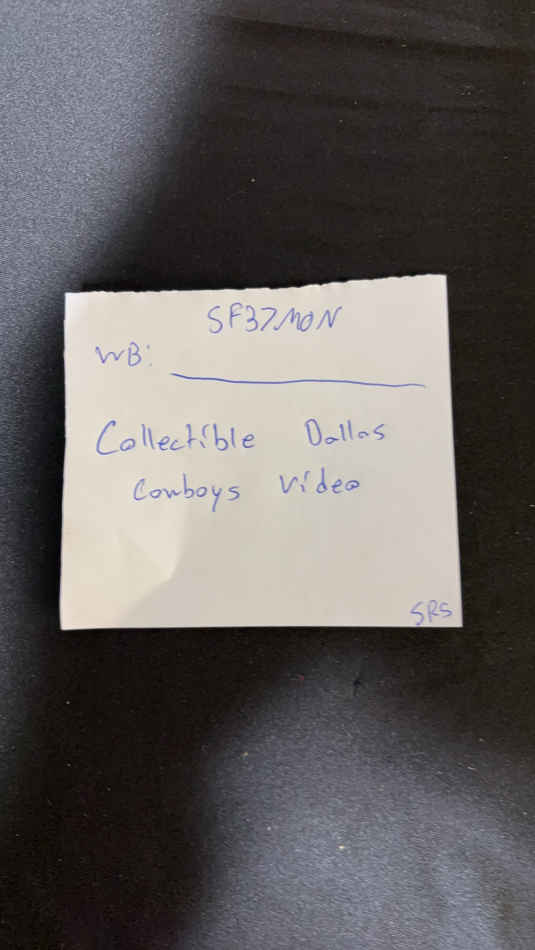 SF37MON
WB:
Collectible Dallas
Cowboys Video
SRS